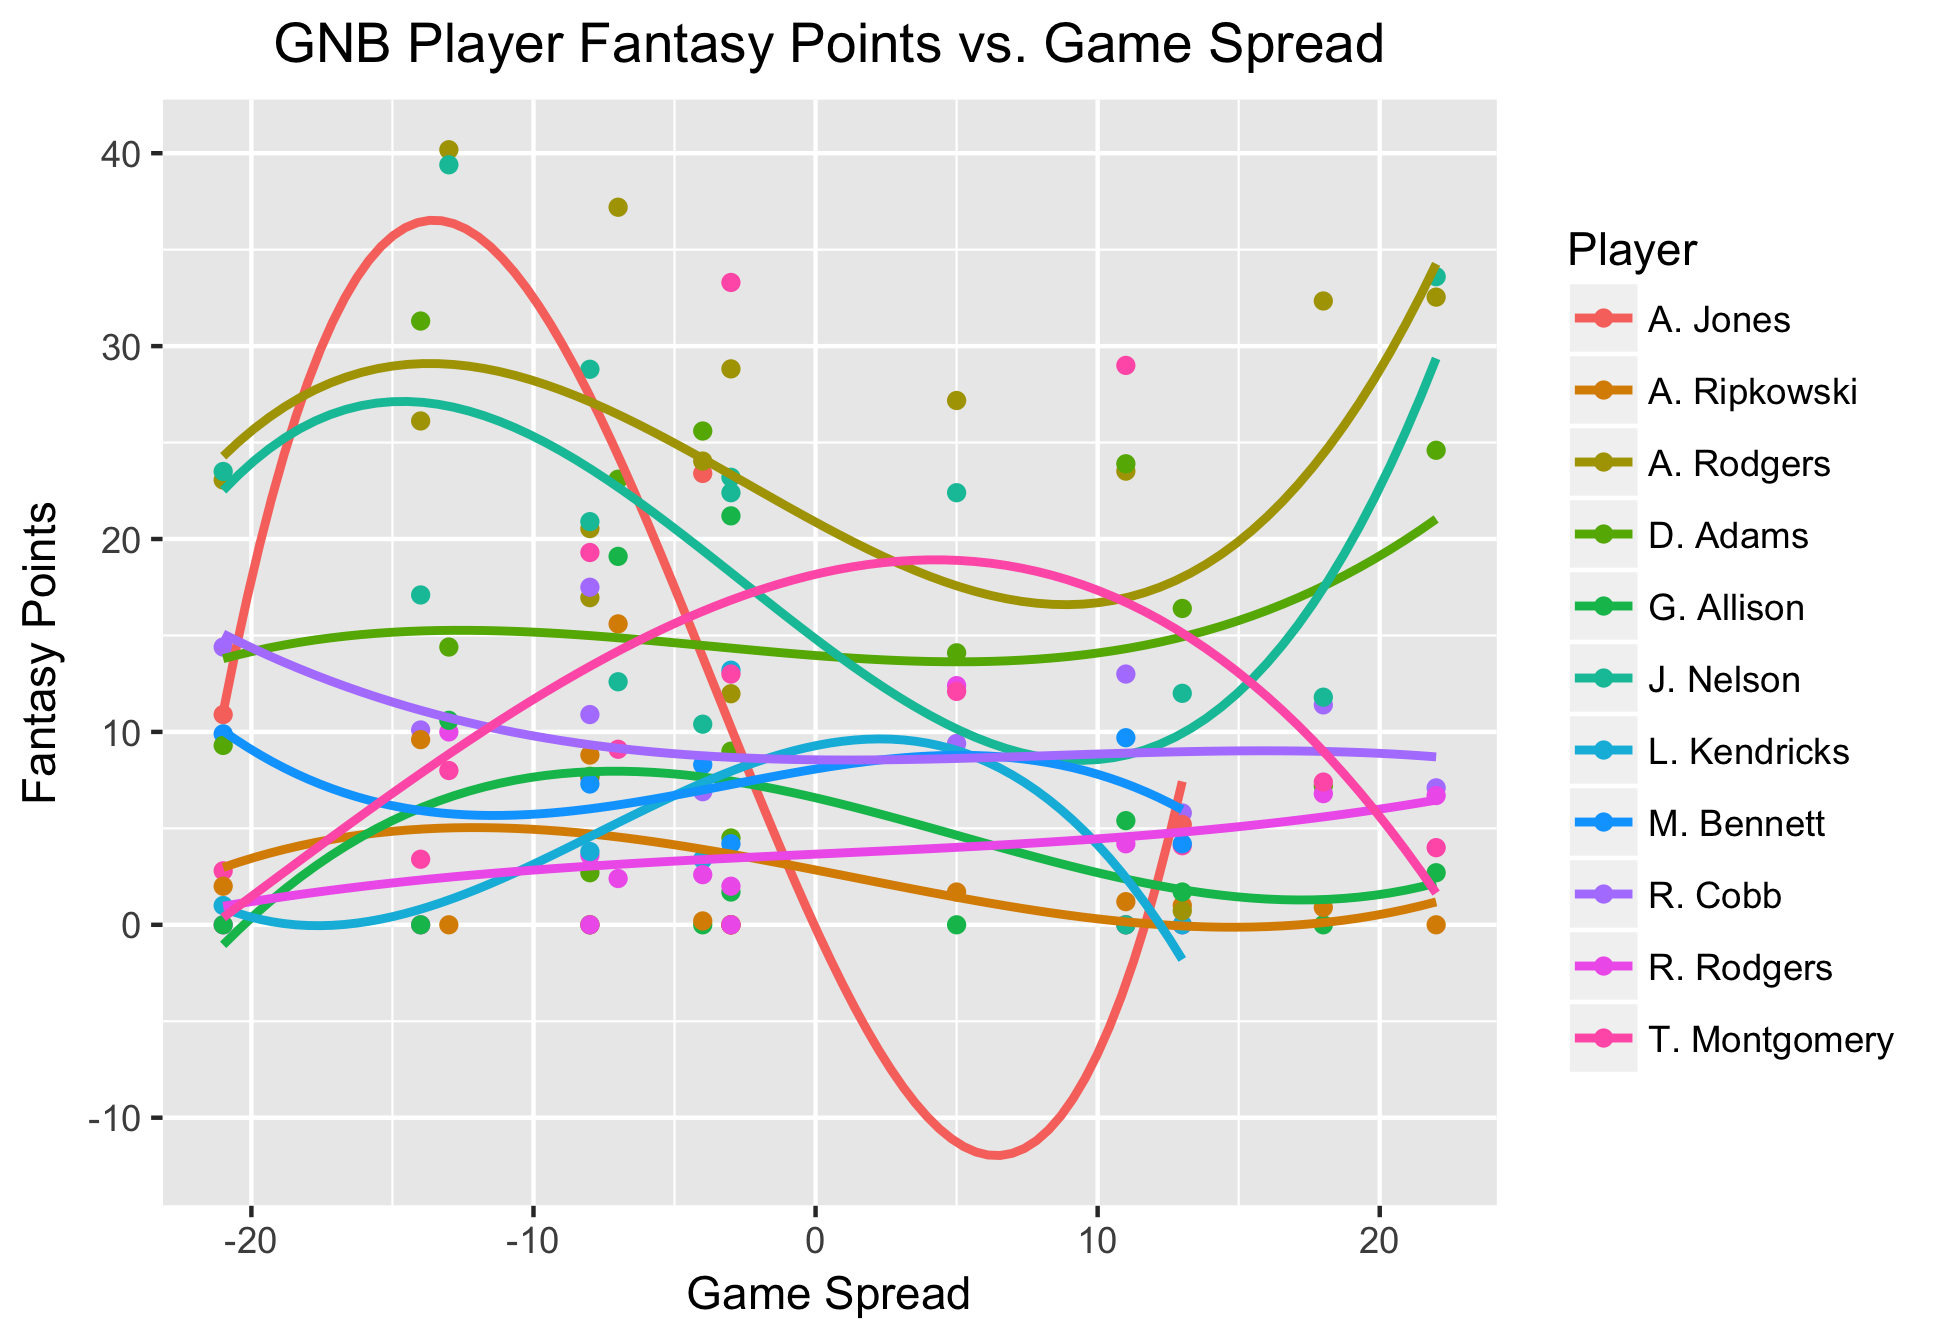 GNB Player Fantasy Points vs. Game Spread
Fantasy Points
40
30
20
10
0
-10
-20
-10
0
10
20
Game Spread
Player
A. Jones
A. Ripkowski
A. Rodgers
D. Adams
G. Allison
J. Nelson
L. Kendricks
M. Bennett
R. Cobb
R. Rodgers
T. Montgomery